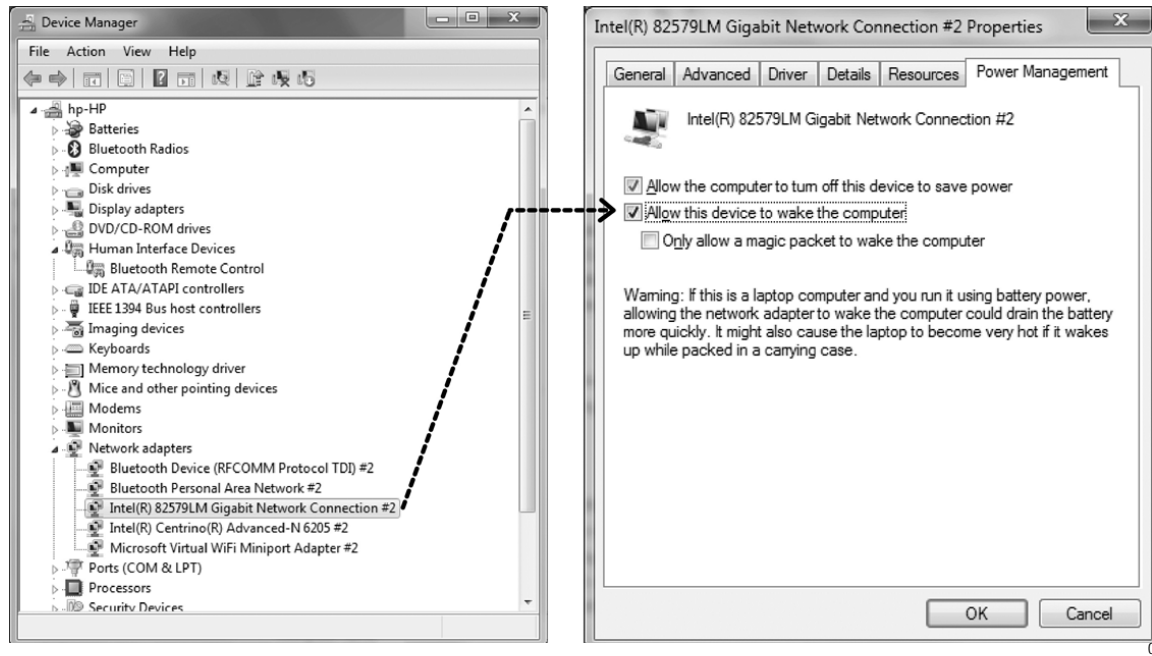 Device Manager
File Action View Help
hp-HP
Batteries
Bluetooth Radios
Computer
Disk drives
Display adapters
DVD/CD-ROM drives
Human Interface Devices
Bluetooth Remote Control
IDE ATA/ATAPI controllers
IEEE 1394 Bus host controllers
Imaging devices
Keyboards
Memory technology driver
Mice and other pointing devices
Modems
Monitors
Network adapters
Bluetooth Device (RFCOMM Protocol TDI) #2
Bluetooth Personal Area Network #2
Intel(R) 82579LM Gigabit Network Connection #2
Intel(R) Centrino(R) Advanced-N 6205 #2
Microsoft Virtual WiFi Miniport Adapter #2
Ports (COM & LPT)
Processors
Security Devices
Intel(R) 82579LM Gigabit Network Connection #2 Properties
General Advanced Driver Details Resources Power Management
Intel(R) 82579LM Gigabit Network Connection #2
Allow the computer to turn off this device to save power
Allow this device to wake the computer
Only allow a magic packet to wake the computer
Warning: If this is a laptop computer and you run it using battery power,
allowing the network adapter to wake the computer could drain the battery
more quickly. It might also cause the laptop to become very hot if it wakes
up while packed in a carrying case.
OK Cancel